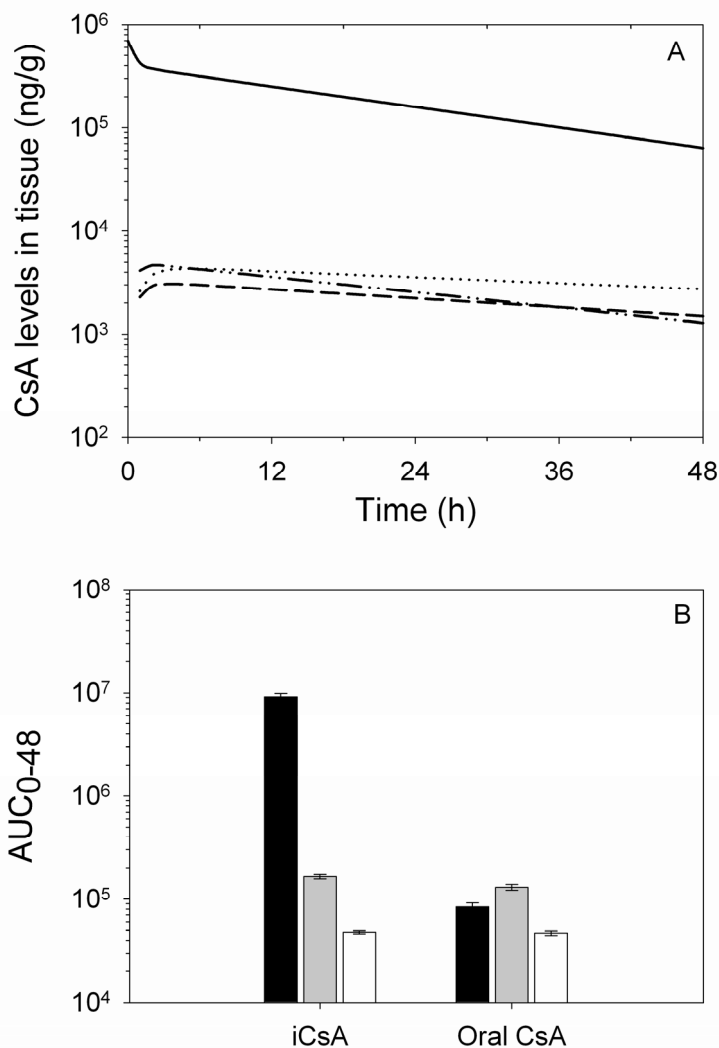 A
CsA levels in tissue (ng/g)
10^6
10^5
10^4
10^3
10^2
0 12 24 36 48
Time (h)
B
AUC0-48
10^8
10^7
10^6
10^5
10^4
iCsA Oral CsA